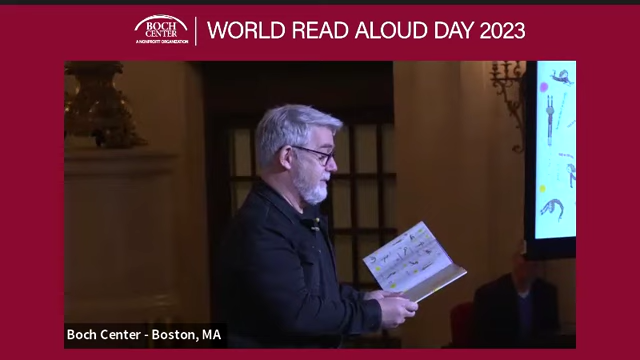 BOCH
CENTER
A NONPROFIT ORGANIZATION
WORLD READ ALOUD DAY 2023
Boch Center - Boston, MA